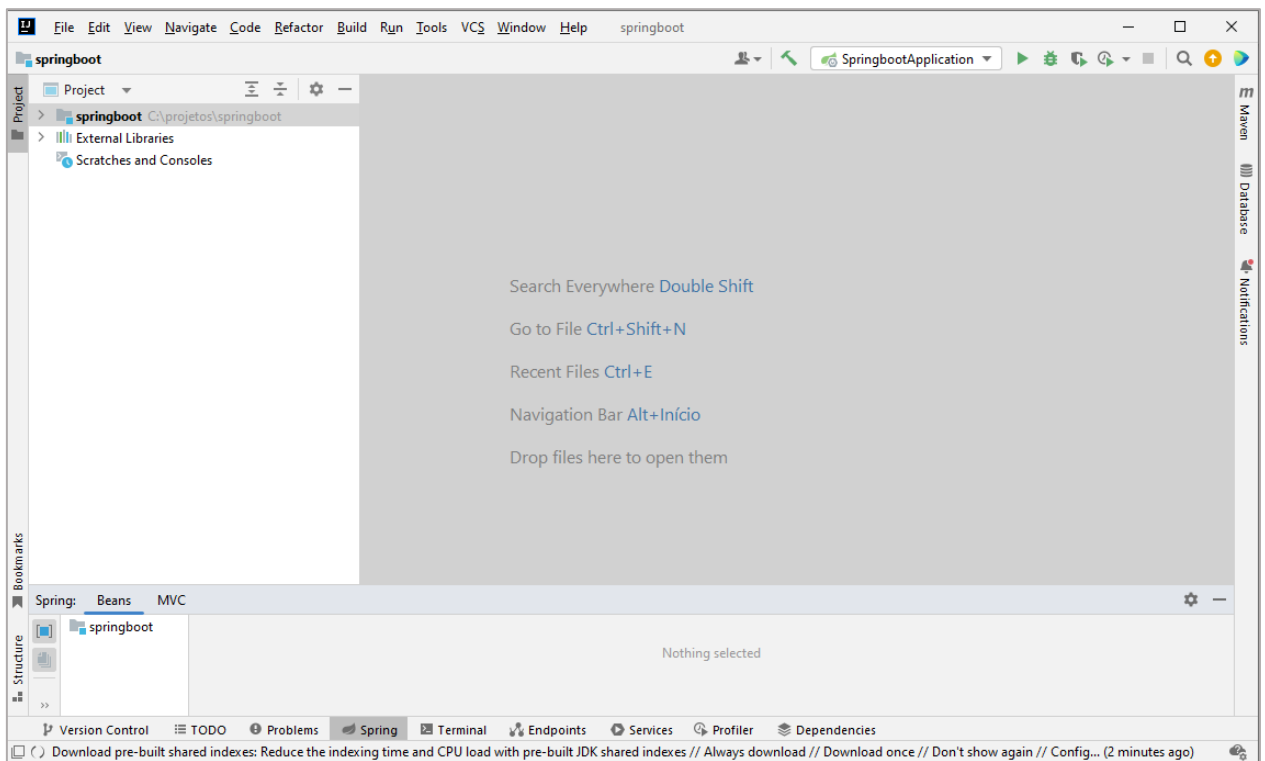 File Edit View Navigate Code Refactor Build Run Tools VCS Window Help springboot
springboot
SpringbootApplication
Project
Project
springboot C:\projetos\springboot
External Libraries
Scratches and Consoles
Search Everywhere Double Shift
Go to File Ctrl+Shift+N
Recent Files Ctrl+E
Navigation Bar Alt+Início
Drop files here to open them
m Maven
Database
Notifications
Bookmarks
Structure
Spring: Beans MVC
springboot
Nothing selected
Version Control TODO Problems Spring Terminal Endpoints Services Profiler Dependencies
Download pre-built shared indexes: Reduce the indexing time and CPU load with pre-built JDK shared indexes // Always download // Download once // Don't show again // Config... (2 minutes ago)